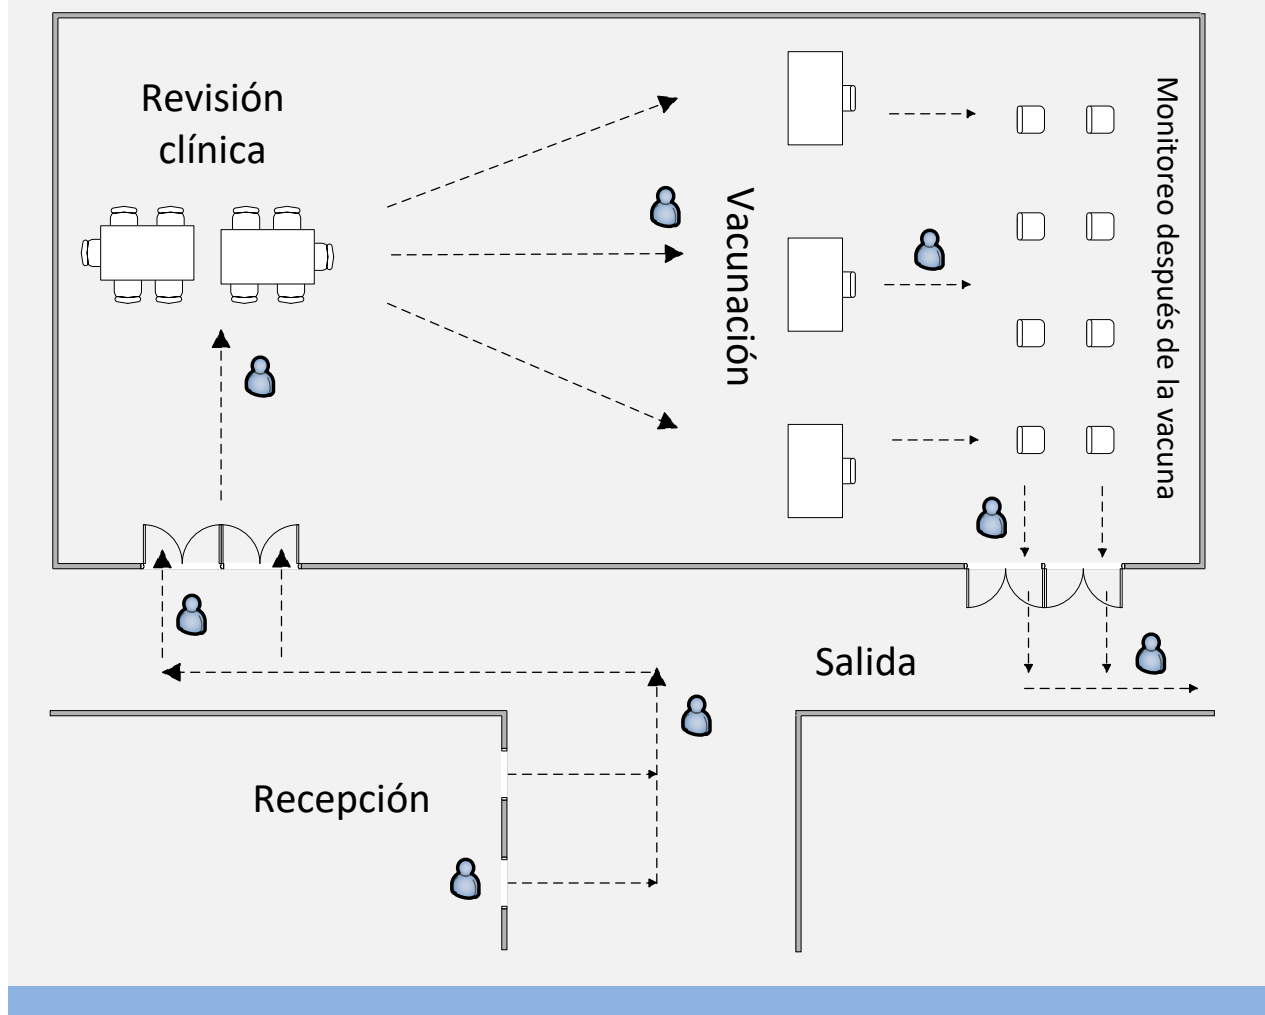 Revisión
clínica
Vacunación
Monitoreo después de la vacuna
Salida
Recepción